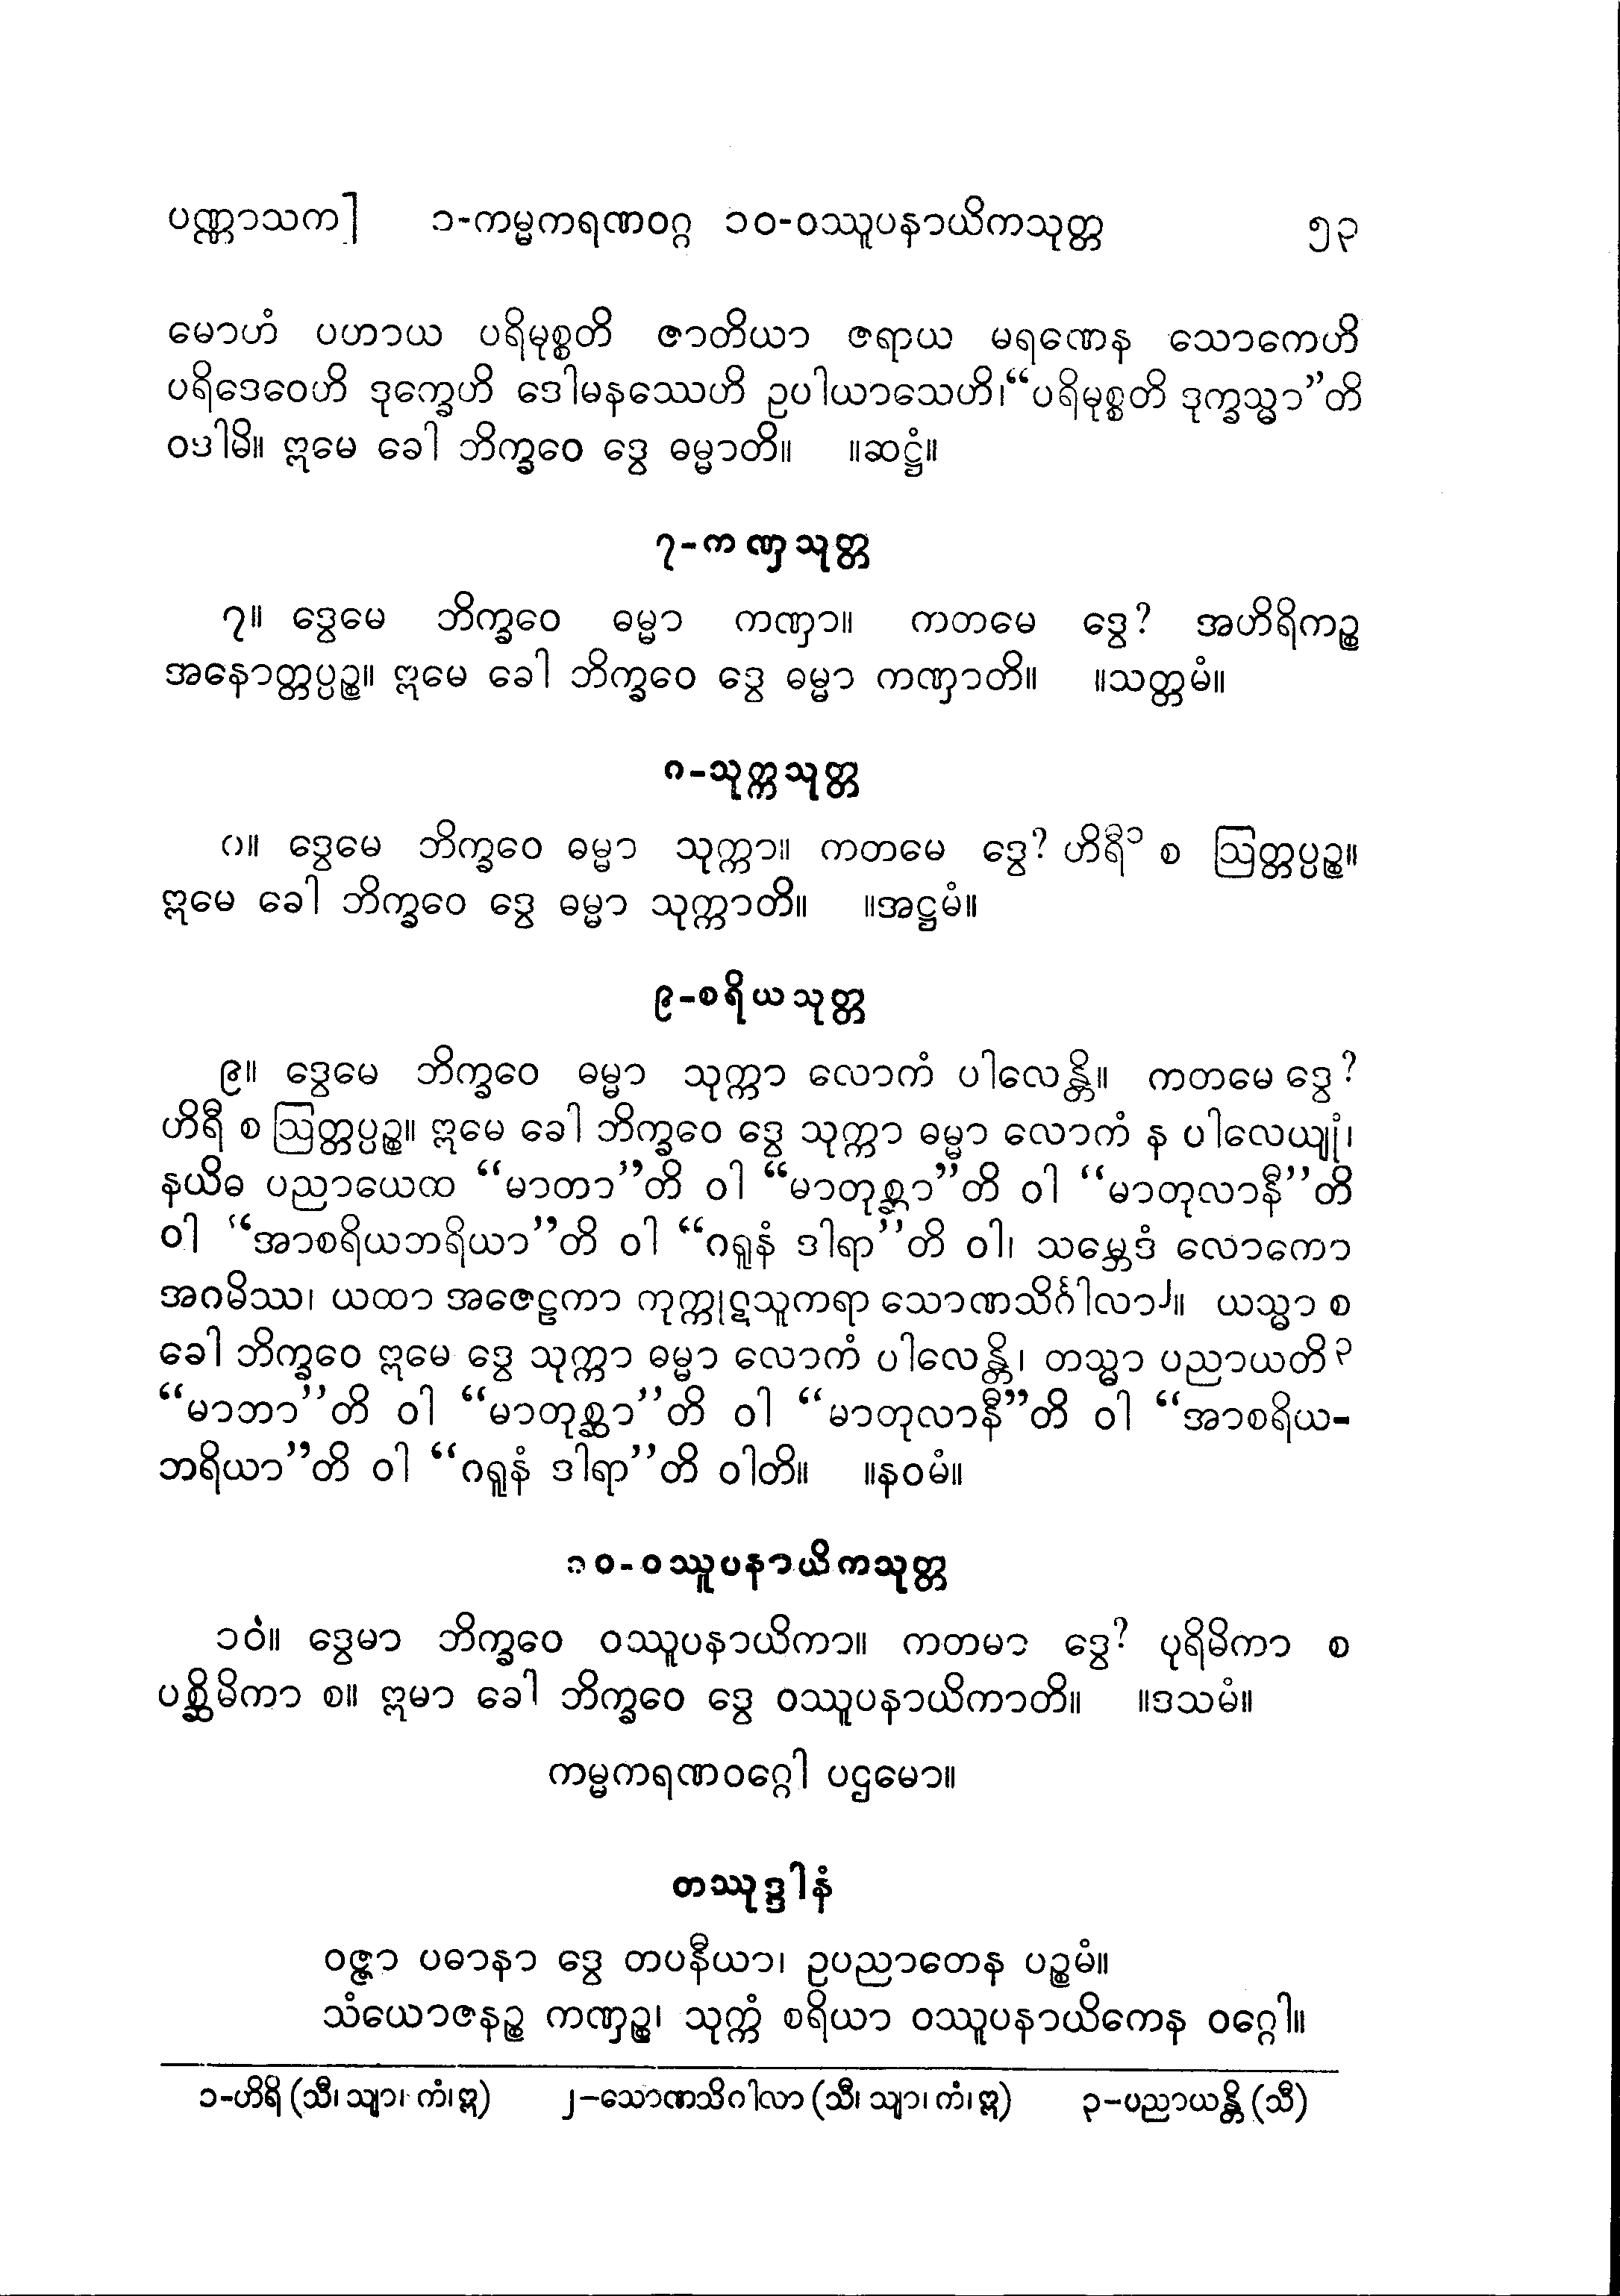 ပဏ္ဏာသက] ၁-ကမ္မကရဏဝဂ္ဂ ၁၀-ဝဿူပနာယိကသုတ္တ ၅၃
မောဟံ ပဟာယ ပရိမုစ္စတိ ဇာတိယာ ဇရာယ မရဏေန သောကေဟိ
ပရိဒေဝေဟိ ဒုက္ခေဟိ ဒေါမနဿေဟိ ဥပါယာသေဟိ၊ “ပရိမုစ္စတိ ဒုက္ခသ္မာ”တိ
ဝဒါမိ။ ဣမေ ခေါ ဘိက္ခဝေ ဒွေ ဓမ္မာတိ။ ။ဆဋ္ဌံ။
၇-ကဏှသုတ္တ
၇။ ဒွေမေ ဘိက္ခဝေ ဓမ္မာ ကဏှာ။ ကတမေ ဒွေ? အဟိရိကဉ္စ
အနောတ္တပ္ပဉ္စ။ ဣမေ ခေါ ဘိက္ခဝေ ဒွေ ဓမ္မာ ကဏှာတိ။ ။သတ္တမံ။
၈-သုက္ကသုတ္တ
၈။ ဒွေမေ ဘိက္ခဝေ ဓမ္မာ သုက္ကာ။ ကတမေ ဒွေ? ဟိရီ၁ စ ဩတ္တပ္ပဉ္စ။
ဣမေ ခေါ ဘိက္ခဝေ ဒွေ ဓမ္မာ သုက္ကာတိ။ ။အဋ္ဌမံ။
၉-စရိယသုတ္တ
၉။ ဒွေမေ ဘိက္ခဝေ ဓမ္မာ သုက္ကာ လောကံ ပါလေန္တိ။ ကတမေ ဒွေ?
ဟိရီ စ ဩတ္တပ္ပဉ္စ။ ဣမေ ခေါ ဘိက္ခဝေ ဒွေ သုက္ကာ ဓမ္မာ လောကံ န ပါလေယျုံ၊
နယိဓ ပညာယေထ “မာတာ”တိ ဝါ “မာတုစ္ဆာ”တိ ဝါ “မာတုလာနီ”တိ
ဝါ “အာစရိယဘရိယာ”တိ ဝါ “ဂရူနံ ဒါရာ”တိ ဝါ၊ သမ္ဘေဒံ လောကော
အဂမိဿ၊ ယထာ အဇေဠကာ ကုက္ကုဋသူကရာ သောဏသိင်္ဂါလာ၂။ ယသ္မာ စ
ခေါ ဘိက္ခဝေ ဣမေ ဒွေ သုက္ကာ ဓမ္မာ လောကံ ပါလေန္တိ၊ တသ္မာ ပညာယတိ၃
“မာဘာ”တိ ဝါ “မာတုစ္ဆာ”တိ ဝါ “မာတုလာနီ”တိ ဝါ “အာစရိယ-
ဘရိယာ”တိ ဝါ “ဂရူနံ ဒါရာ”တိ ဝါတိ။ ။နဝမံ။
၁၀-ဝဿူပနာယိကသုတ္တ
၁၀။ ဒွေမာ ဘိက္ခဝေ ဝဿူပနာယိကာ။ ကတမာ ဒွေ? ပုရိမိကာ စ
ပစ္ဆိမိကာ စ။ ဣမာ ခေါ ဘိက္ခဝေ ဒွေ ဝဿူပနာယိကာတိ။ ။ဒသမံ။
ကမ္မကရဏဝဂ္ဂေါ ပဌမော။
တဿုဒ္ဒါနံ
ဝဇ္ဇာ ပဓာနာ ဒွေ တပနီယာ၊ ဥပညာတေန ပဉ္စမံ။
သံယောဇနဉ္စ ကဏှဉ္စ၊ သုက္ကံ စရိယာ ဝဿူပနာယိကေန ဝဂ္ဂေါ။
၁-ဟိရိ (သီ၊ သျာ၊ ကံ၊ ဣ) ၂-သောဏသိဂါလာ (သီ၊ သျာ၊ ကံ၊ ဣ) ၃-ပညာယန္တိ (သီ)